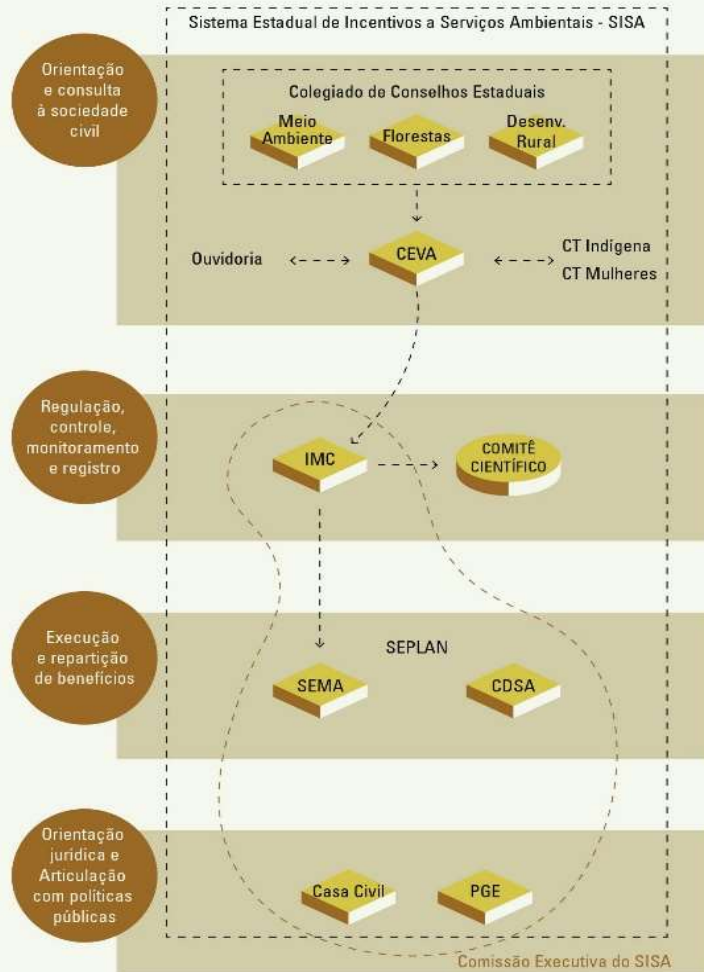 Sistema Estadual de Incentivos a Serviços Ambientais - SISA
Orientação
e consulta
à sociedade
civil
Colegiado de Conselhos Estaduais
Meio
Ambiente
Florestas
Desenv.
Rural
Ouvidoria
CEVA
CT Indígena
CT Mulheres
Regulação,
controle,
monitoramento
e registro
IMC
COMITÊ
CIENTÍFICO
Execução
e repartição
de benefícios
SEPLAN
SEMA
CDSA
Orientação
jurídica e
Articulação
com políticas
públicas
Casa Civil
PGE
Comissão Executiva do SISA